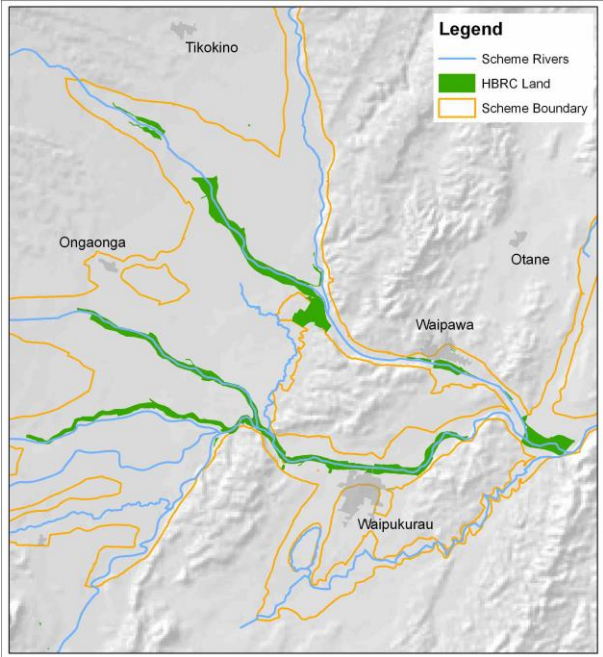 Legend
Scheme Rivers
HBRC Land
Scheme Boundary
Tikokino
Ongaonga
Otane
Waipawa
Waipukurau